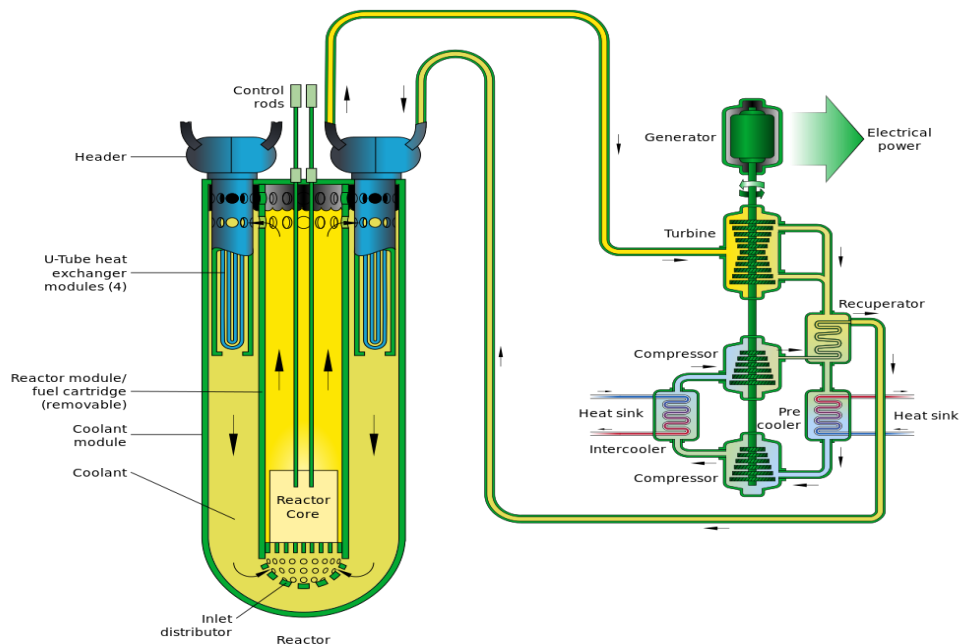 Control
rods
Header
U-Tube heat
exchanger
modules (4)
Reactor module/
fuel cartridge
(removable)
Coolant
module
Coolant
Reactor
Core
Inlet
distributor
Reactor
Generator
Electrical
power
Turbine
Recuperator
Compressor
Heat sink
Pre
cooler
Heat sink
Intercooler
Compressor